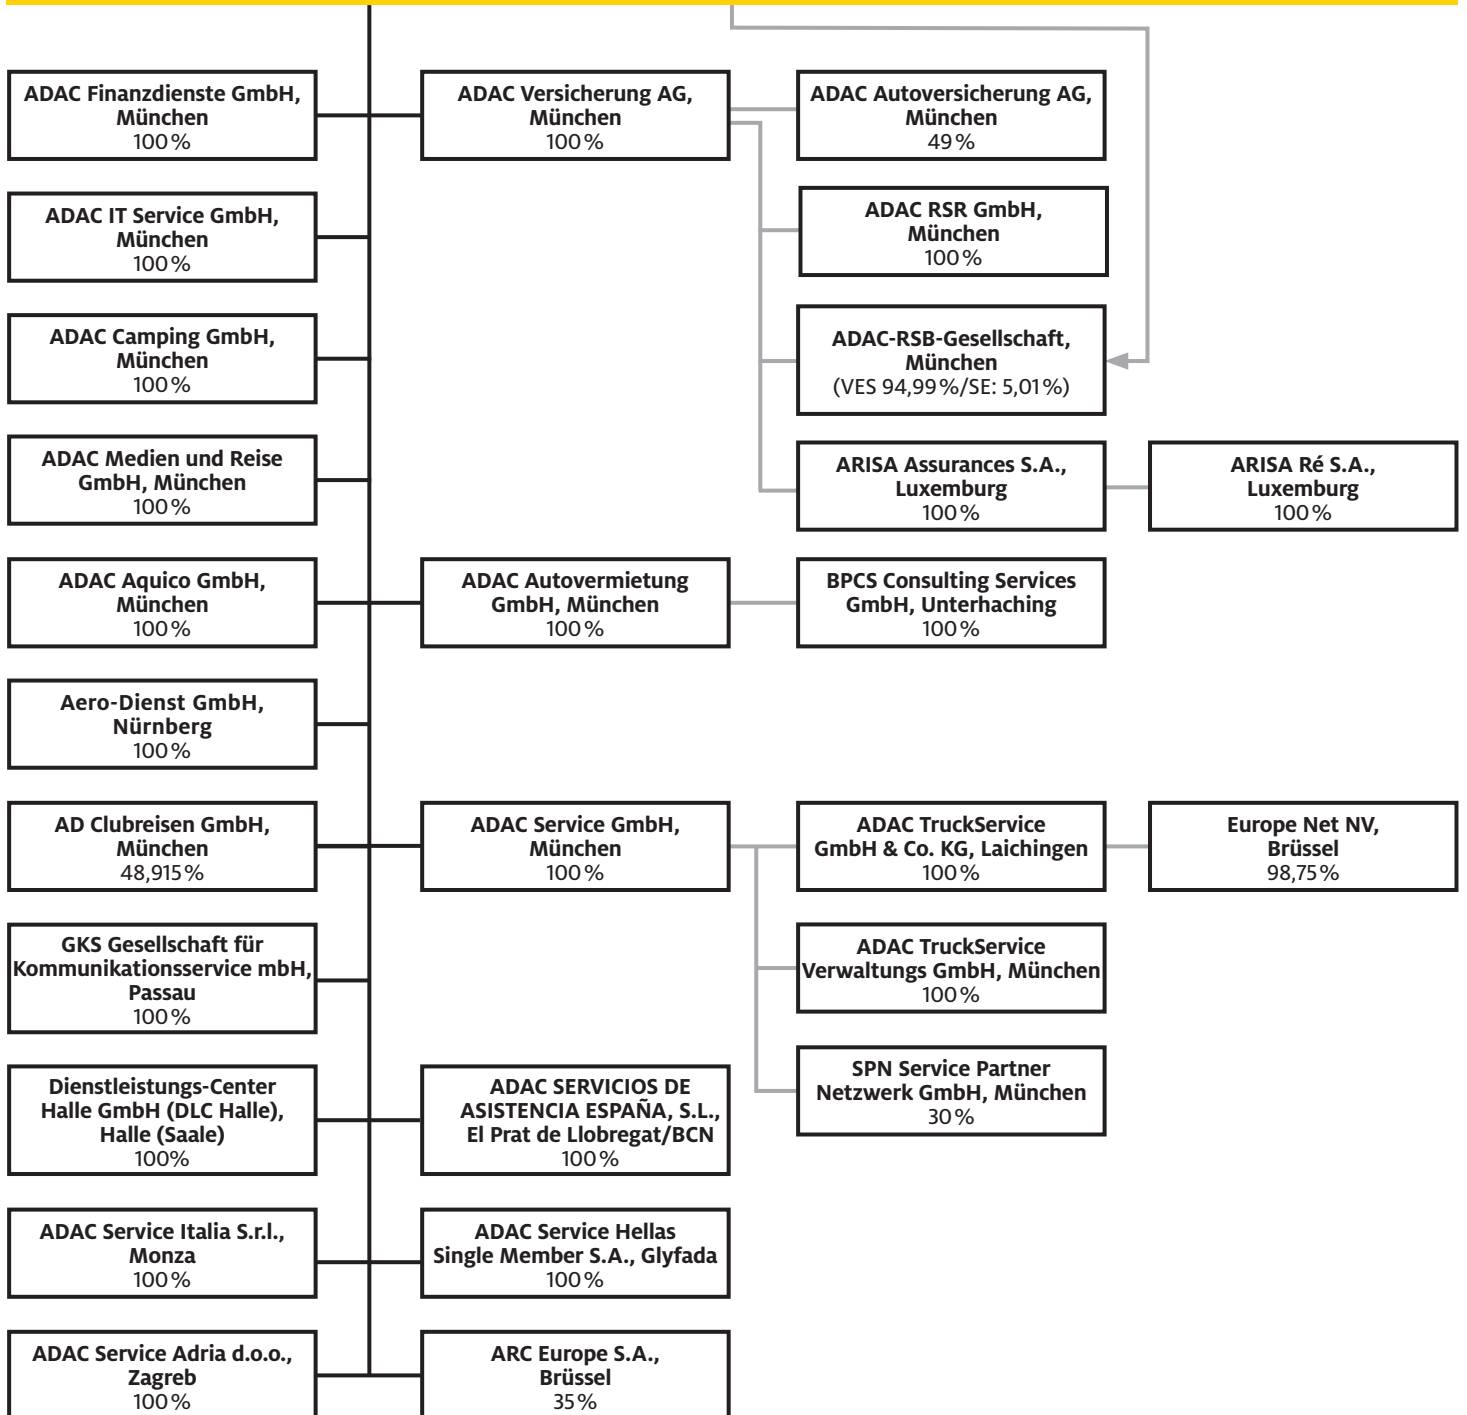 ADAC Finanzdienste GmbH,
München
100 %
ADAC Versicherung AG,
München
100 %
ADAC Autoversicherung AG,
München
49 %
ADAC IT Service GmbH,
München
100 %
ADAC RSR GmbH,
München
100 %
ADAC Camping GmbH,
München
100 %
ADAC-RSB-Gesellschaft,
München
(VES 94,99 %/SE: 5,01 %)
ADAC Medien und Reise
GmbH, München
100 %
ARISA Assurances S.A.,
Luxemburg
100 %
ARISA Ré S.A.,
Luxemburg
100 %
ADAC Aquico GmbH,
München
100 %
ADAC Autovermietung
GmbH, München
100 %
BPCS Consulting Services
GmbH, Unterhaching
100 %
Aero-Dienst GmbH,
Nürnberg
100 %
AD Clubreisen GmbH,
München
48,915 %
ADAC Service GmbH,
München
100 %
ADAC TruckService
GmbH & Co. KG, Laichingen
100 %
Europe Net NV,
Brüssel
98,75 %
GKS Gesellschaft für
Kommunikationsservice mbH,
Passau
100 %
ADAC TruckService
Verwaltungs GmbH, München
100 %
Dienstleistungs-Center
Halle GmbH (DLC Halle),
Halle (Saale)
100%
ADAC SERVICIOS DE
ASISTENCIA ESPAÑA, S.L.,
El Prat de Llobregat/BCN
100 %
SPN Service Partner
Netzwerk GmbH, München
30 %
ADAC Service Italia S.r.l.,
Monza
100 %
ADAC Service Hellas
Single Member S.A., Glyfada
100 %
ADAC Service Adria d.o.o.,
Zagreb
100 %
ARC Europe S.A.,
Brüssel
35 %